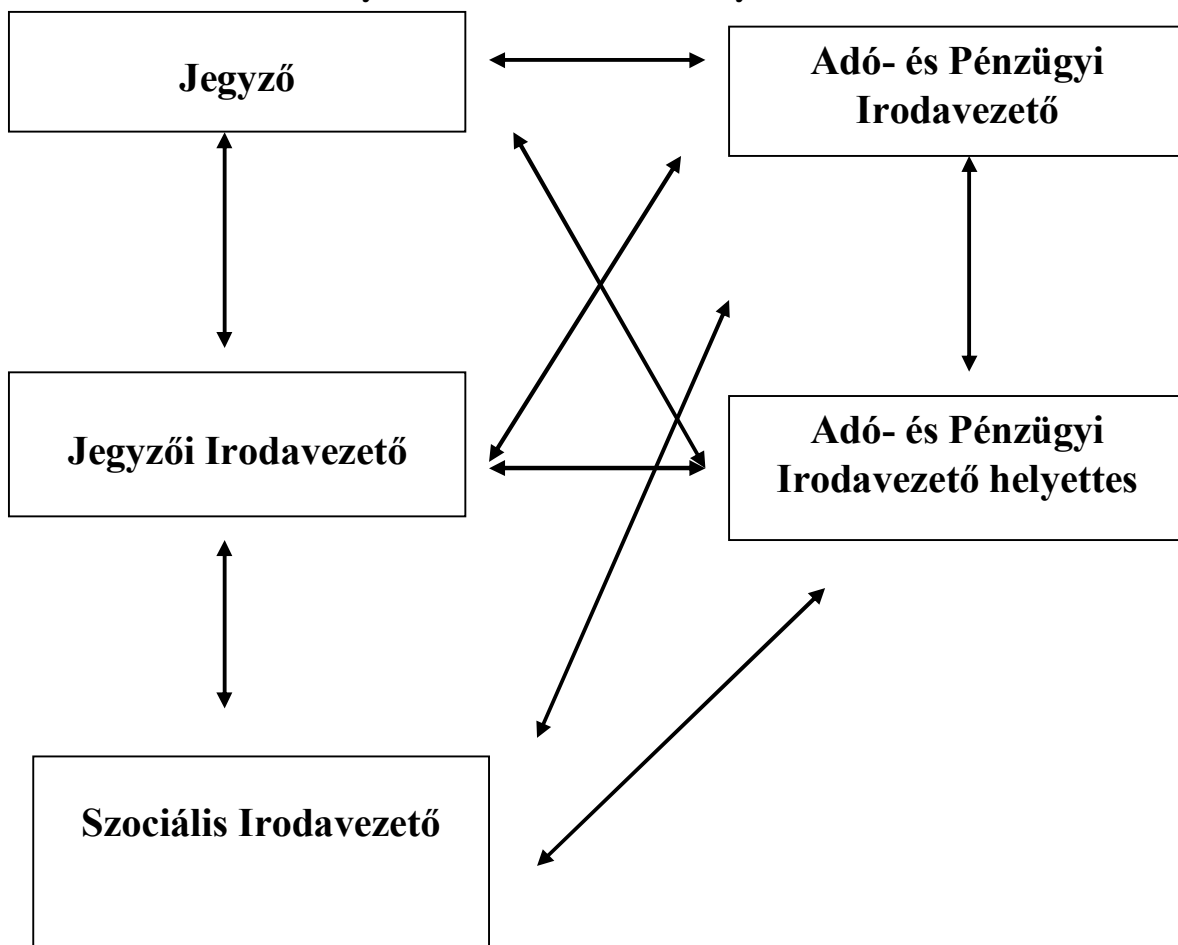 Jegyző
Adó- és Pénzügyi
Irodavezető
Jegyzői Irodavezető
Adó- és Pénzügyi
Irodavezető helyettes
Szociális Irodavezető